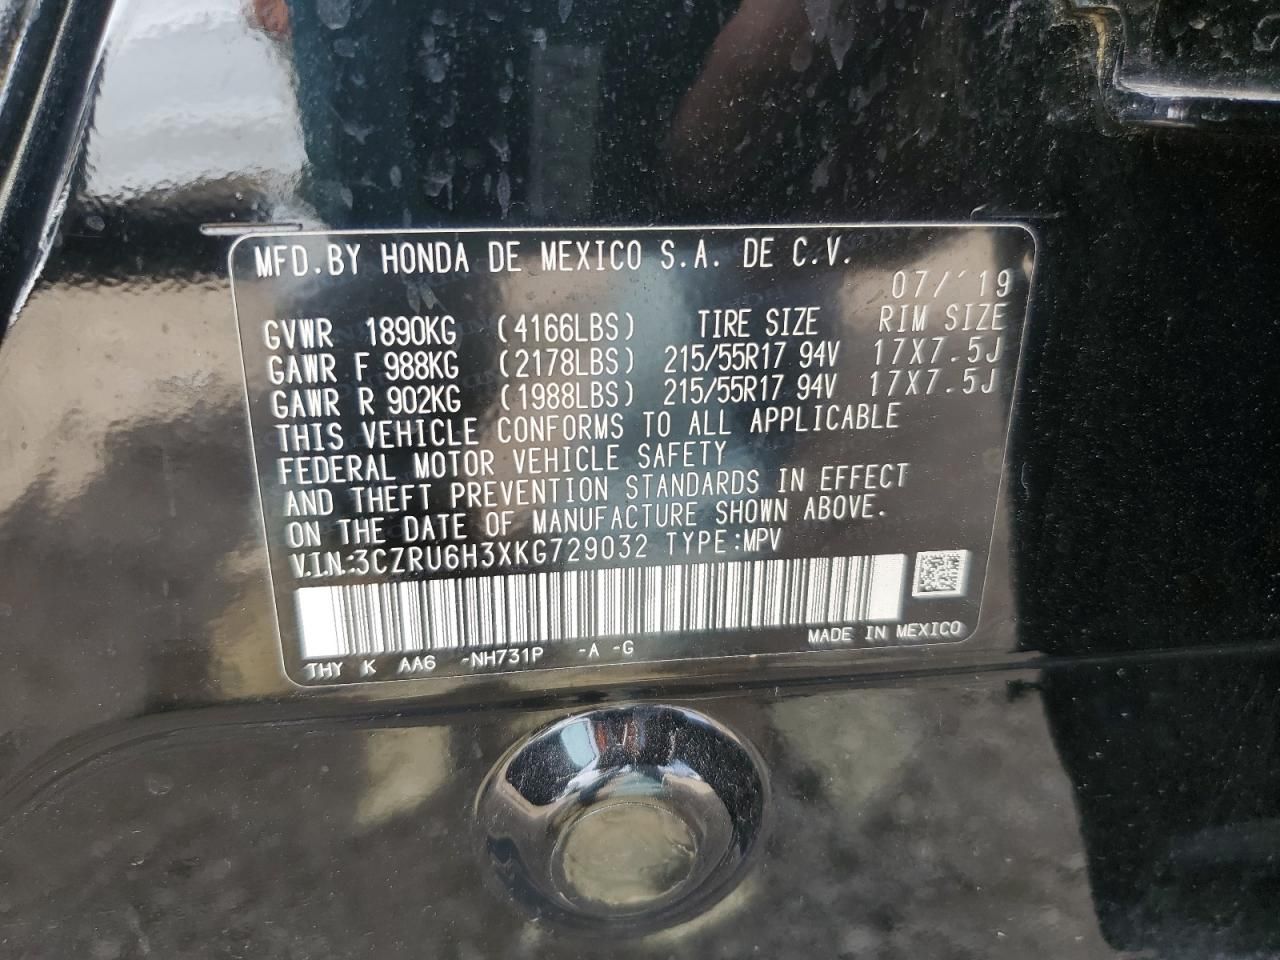 MFD.BY HONDA DE MEXICO S.A. DE C.V.
07/'19
GVWR 1890KG (4166LBS) TIRE SIZE RIM SIZE
GAWR F 988KG (2178LBS) 215/55R17 94V 17X7.5J
GAWR R 902KG (1988LBS) 215/55R17 94V 17X7.5J
THIS VEHICLE CONFORMS TO ALL APPLICABLE
FEDERAL MOTOR VEHICLE SAFETY
AND THEFT PREVENTION STANDARDS IN EFFECT
ON THE DATE OF MANUFACTURE SHOWN ABOVE.
V.I.N.:3CZRU6H3XKG729032 TYPE:MPV
MADE IN MEXICO
THY K AA6 -NH731P -A -G